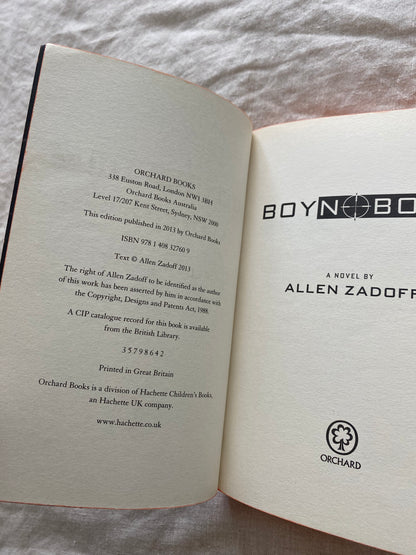 ORCHARD BOOKS
338 Euston Road, London NW1 3BH
Orchard Books Australia
Level 17/207 Kent Street, Sydney, NSW 2000
This edition published in 2013 by Orchard Books
ISBN 978 1 408 32760 9
Text © Allen Zadoff 2013
The right of Allen Zadoff to be identified as the author
of this work has been asserted by him in accordance with
the Copyright, Designs and Patents Act, 1988.
A CIP catalogue record for this book is available
from the British Library.
3 5 7 9 8 6 4 2
Printed in Great Britain
Orchard Books is a division of Hachette Children's Books,
an Hachette UK company.
www.hachette.co.uk
BOYNOBO
A NOVEL BY
ALLEN ZADOFF
ORCHARD